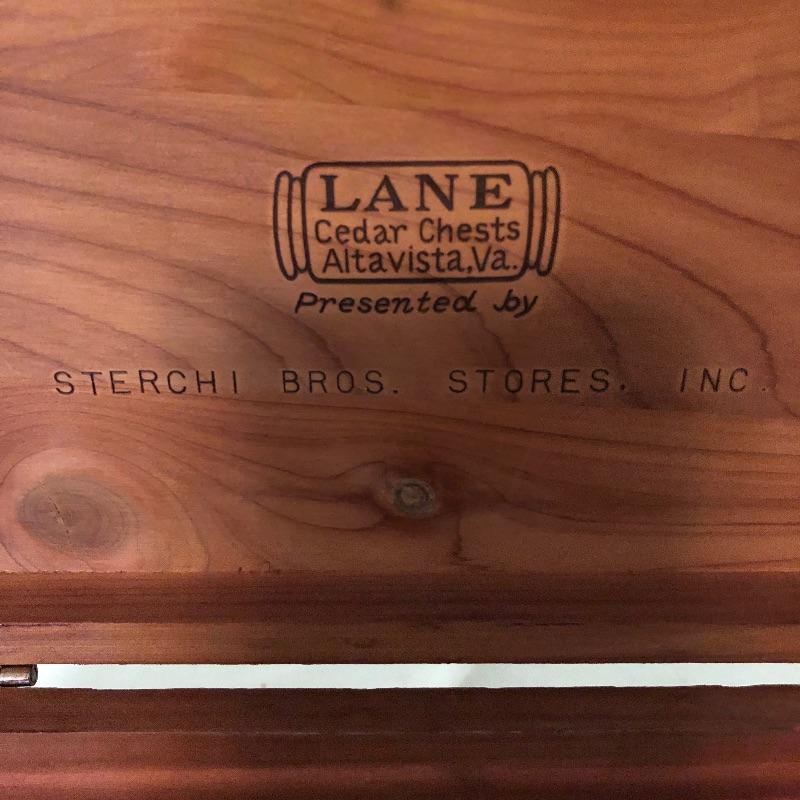 LANE
Cedar Chests
Altavista,Va.
Presented by
STERCHI BROS. STORES. INC.